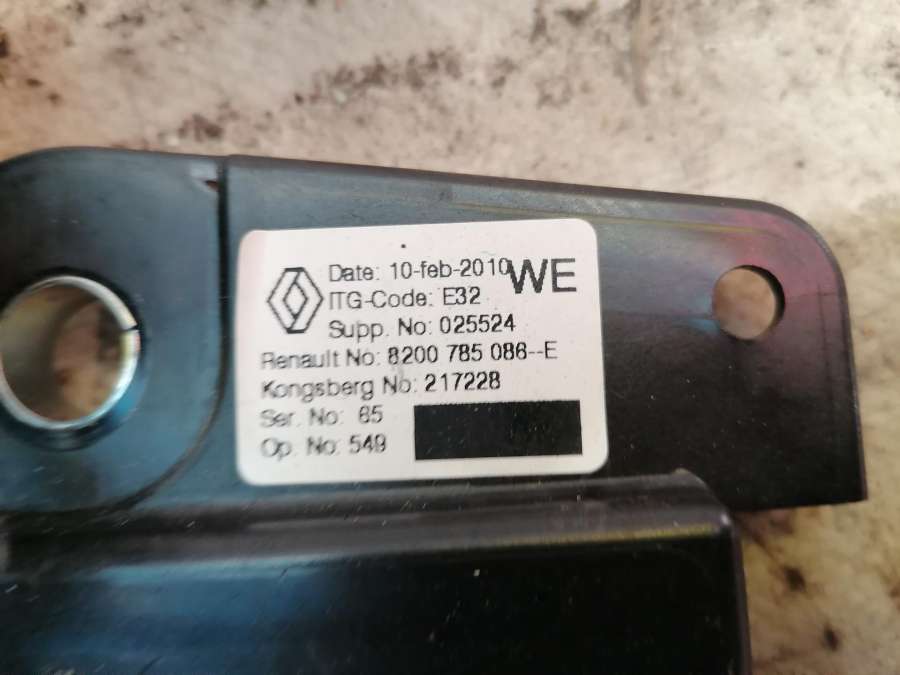 Date: 10-feb-2010 WE
ITG-Code: E32
Supp. No: 025524
Renault No: 8200 785 086--E
Kongsberg No: 217228
Ser. No: 65
Op. No: 549